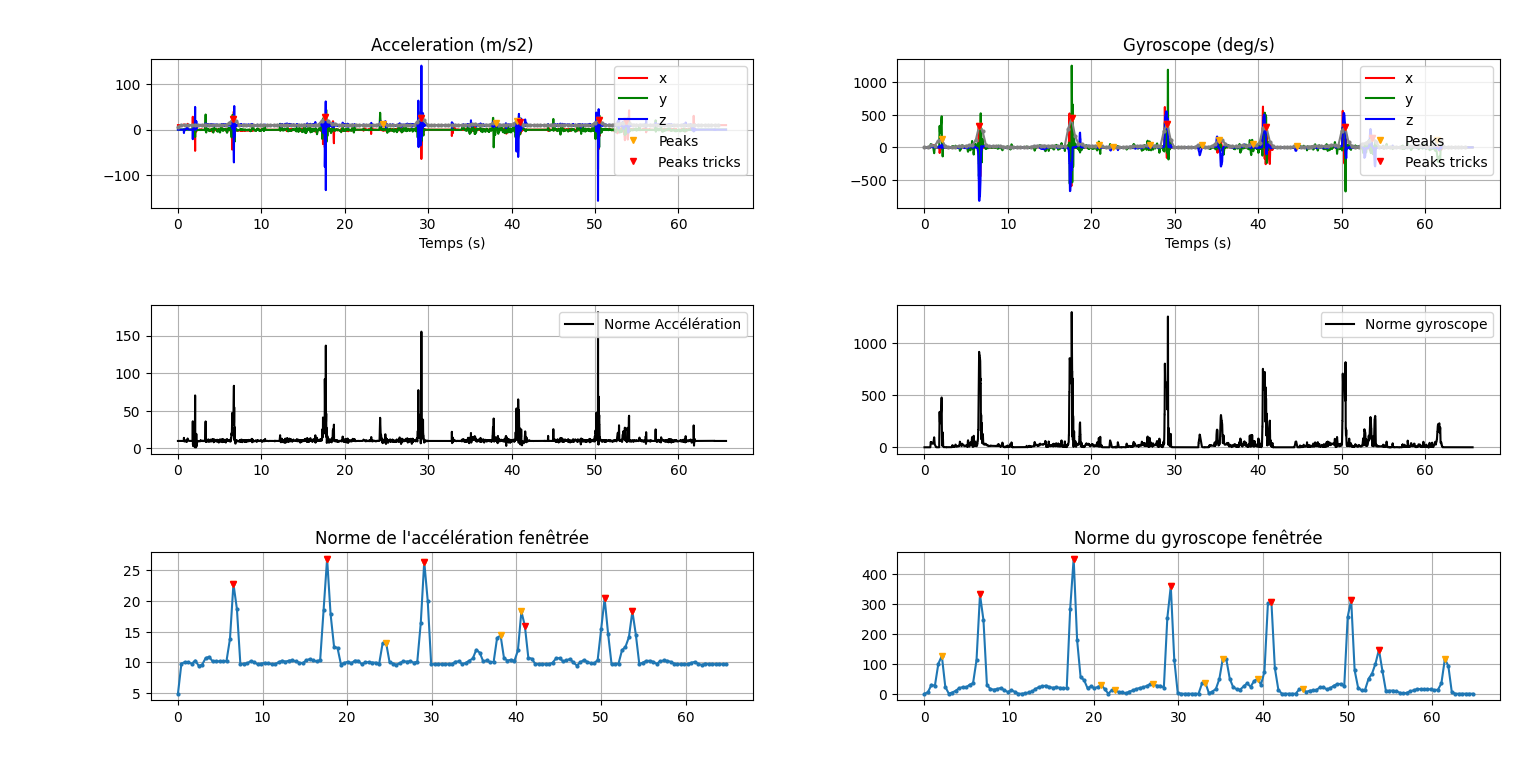 Acceleration (m/s2)
100
0
−100
x
y
z
Peaks
Peaks tricks
0 10 20 30 40 50 60
Temps (s)
Gyroscope (deg/s)
1000
500
0
−500
x
y
z
Peaks
Peaks tricks
0 10 20 30 40 50 60
Temps (s)
150
100
50
0
Norme Accélération
0 10 20 30 40 50 60
1000
500
0
Norme gyroscope
0 10 20 30 40 50 60
Norme de l'accélération fenêtrée
25
20
15
10
5
0 10 20 30 40 50 60
Norme du gyroscope fenêtrée
400
300
200
100
0
0 10 20 30 40 50 60